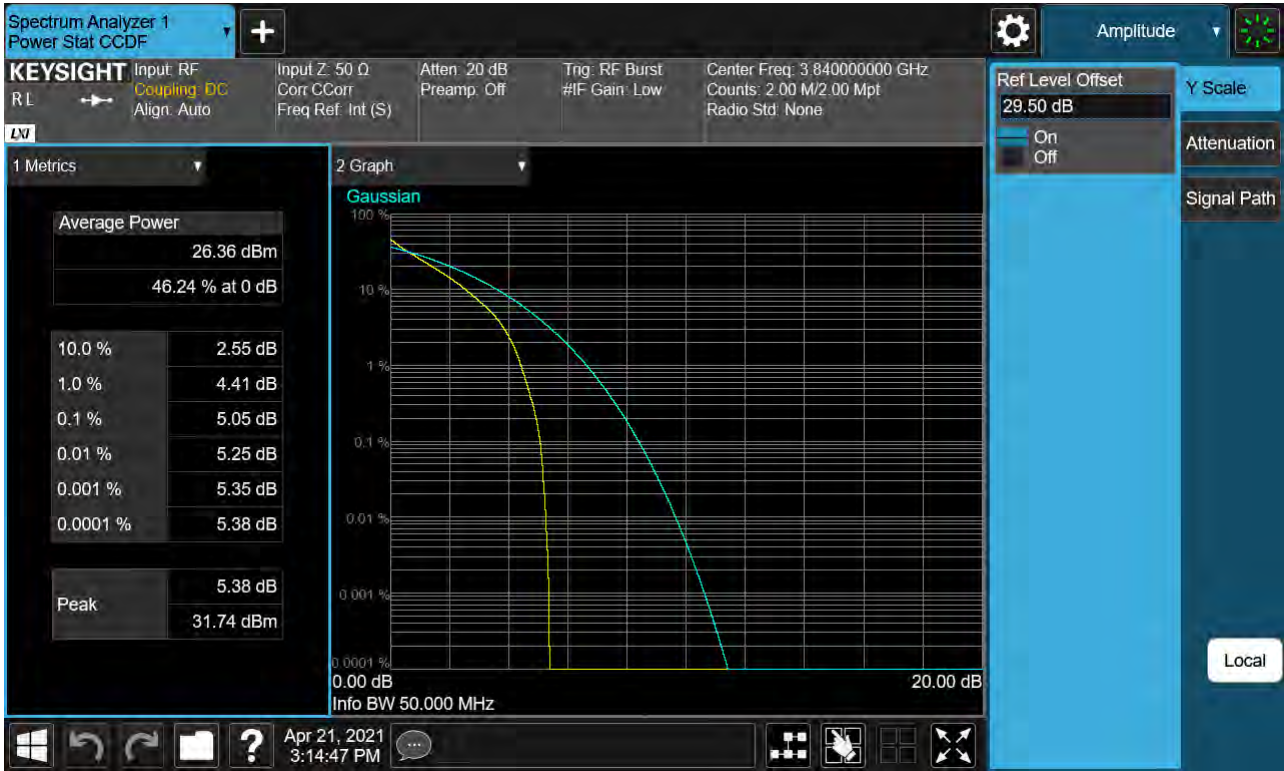 Spectrum Analyzer 1
Power Stat CCDF
+
Amplitude
KEYSIGHT
RL
LXI
Input: RF
Coupling: DC
Align: Auto
Input Z: 50 Ω
Corr CCorr
Freq Ref: Int (S)
Atten: 20 dB
Preamp: Off
Trig: RF Burst
#IF Gain: Low
Center Freq: 3.840000000 GHz
Counts: 2.00 M/2.00 Mpt
Radio Std: None
Ref Level Offset
29.50 dB
On
Off
Y Scale
Attenuation
Signal Path
Local
1 Metrics
Average Power
26.36 dBm
46.24 % at 0 dB
10.0 % 2.55 dB
1.0 % 4.41 dB
0.1 % 5.05 dB
0.01 % 5.25 dB
0.001 % 5.35 dB
0.0001 % 5.38 dB
Peak
5.38 dB
31.74 dBm
2 Graph
Gaussian
100 %
10 %
1 %
0.1 %
0.01 %
0.001 %
0.0001 %
0.00 dB 20.00 dB
Info BW 50.000 MHz
?
Apr 21, 2021
3:14:47 PM